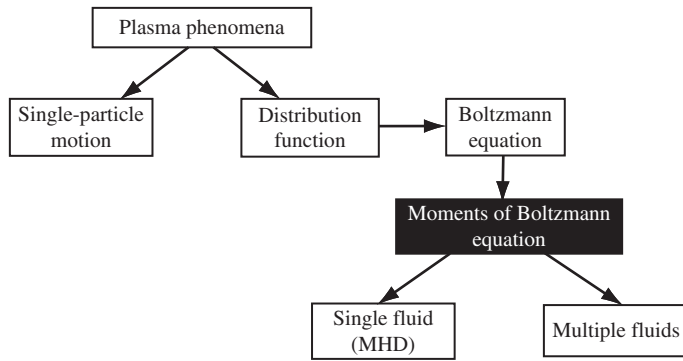 Plasma phenomena
Single-particle
motion
Distribution
function
Boltzmann
equation
Moments of Boltzmann
equation
Single fluid
(MHD)
Multiple fluids